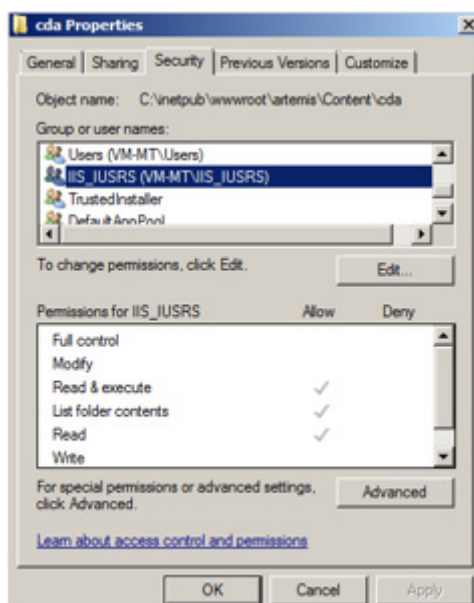 cda Properties
General Sharing Security Previous Versions Customize
Object name: C:\inetpub\wwwroot\artemis\Content\cda
Group or user names:
Users (VM-MT\Users)
IIS_IUSRS (VM-MT\IIS_IUSRS)
TrustedInstaller
DefaultAppPool
To change permissions, click Edit.
Edit...
Permissions for IIS_IUSRS Allow Deny
Full control
Modify
Read & execute
List folder contents
Read
Write
For special permissions or advanced settings,
click Advanced.
Advanced
Learn about access control and permissions
OK Cancel Apply